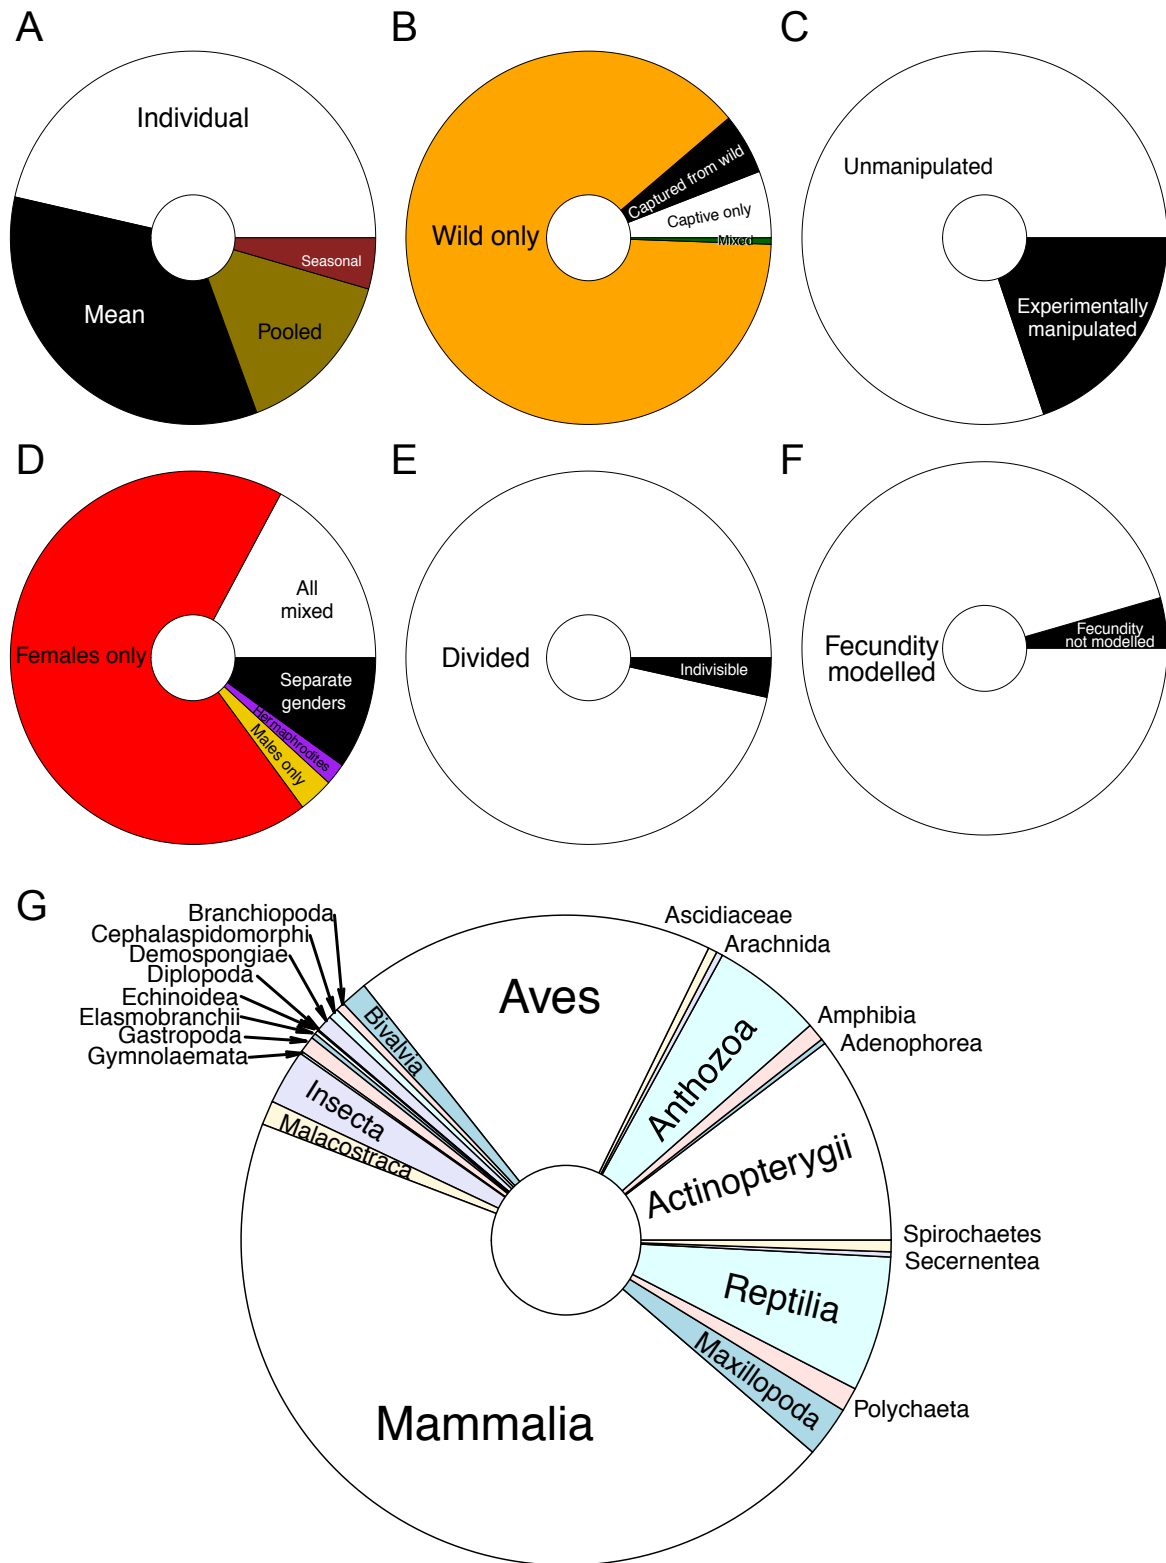 A
B
C
Individual
Mean
Pooled
Seasonal
Wild only
Captured from wild
Captive only
Mixed
Unmanipulated
Experimentally
manipulated
D
E
F
Females only
All
mixed
Separate
genders
Hermaphrodites
Males only
Divided
Indivisible
Fecundity
modelled
Fecundity
not modelled
G
Branchiopoda
Cephalaspidomorphi
Demospongiae
Diplopoda
Echinoidea
Elasmobranchii
Gastropoda
Gymnolaemata
Insecta
Malacostraca
Bivalvia
Aves
Ascidiaceae
Arachnida
Anthozoa
Amphibia
Adenophorea
Actinopterygii
Spirochaetes
Secernentea
Reptilia
Polychaeta
Maxillopoda
Mammalia